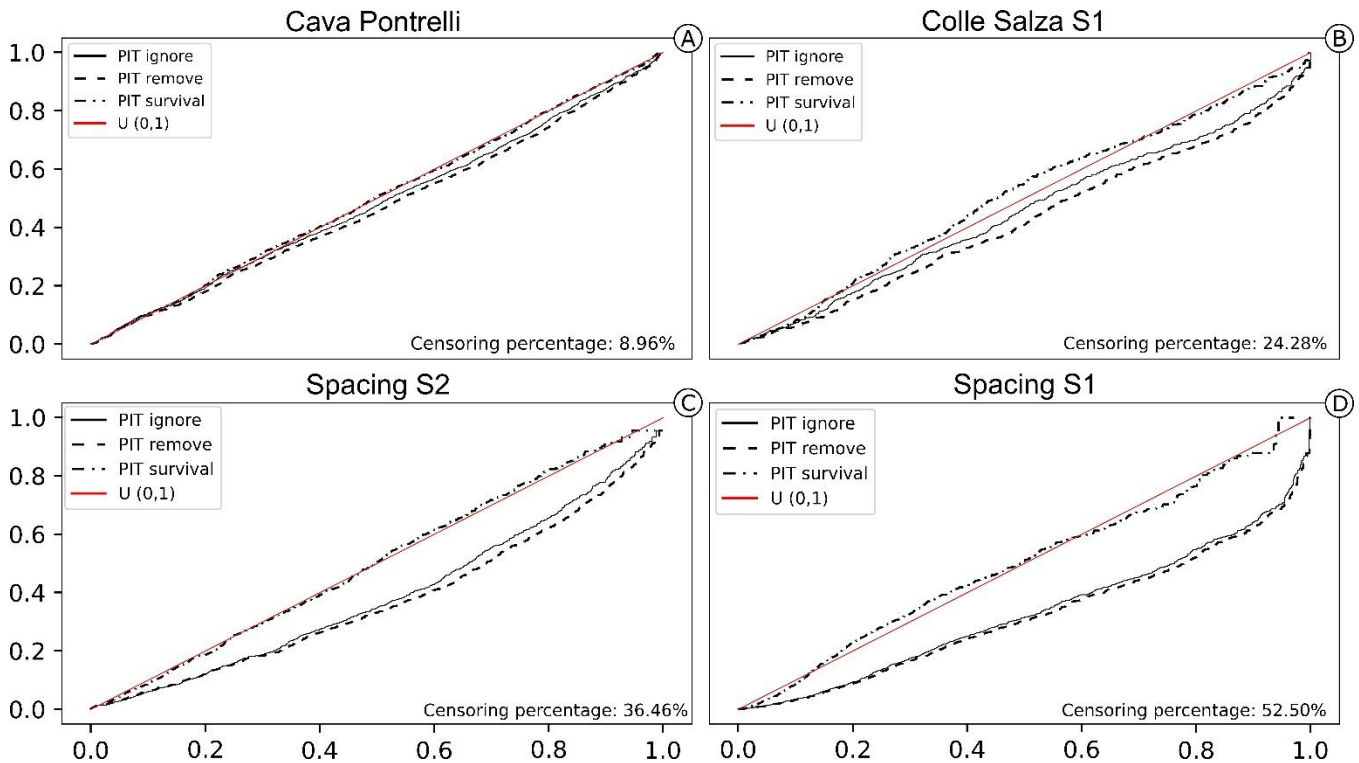 Cava Pontrelli
A
PIT ignore
PIT remove
PIT survival
U (0,1)
1.0
0.8
0.6
0.4
0.2
0.0
Censoring percentage: 8.96%
Colle Salza S1
B
PIT ignore
PIT remove
PIT survival
U (0,1)
Censoring percentage: 24.28%
Spacing S2
C
PIT ignore
PIT remove
PIT survival
U (0,1)
1.0
0.8
0.6
0.4
0.2
0.0
Censoring percentage: 36.46%
0.0 0.2 0.4 0.6 0.8 1.0
Spacing S1
D
PIT ignore
PIT remove
PIT survival
U (0,1)
Censoring percentage: 52.50%
0.0 0.2 0.4 0.6 0.8 1.0